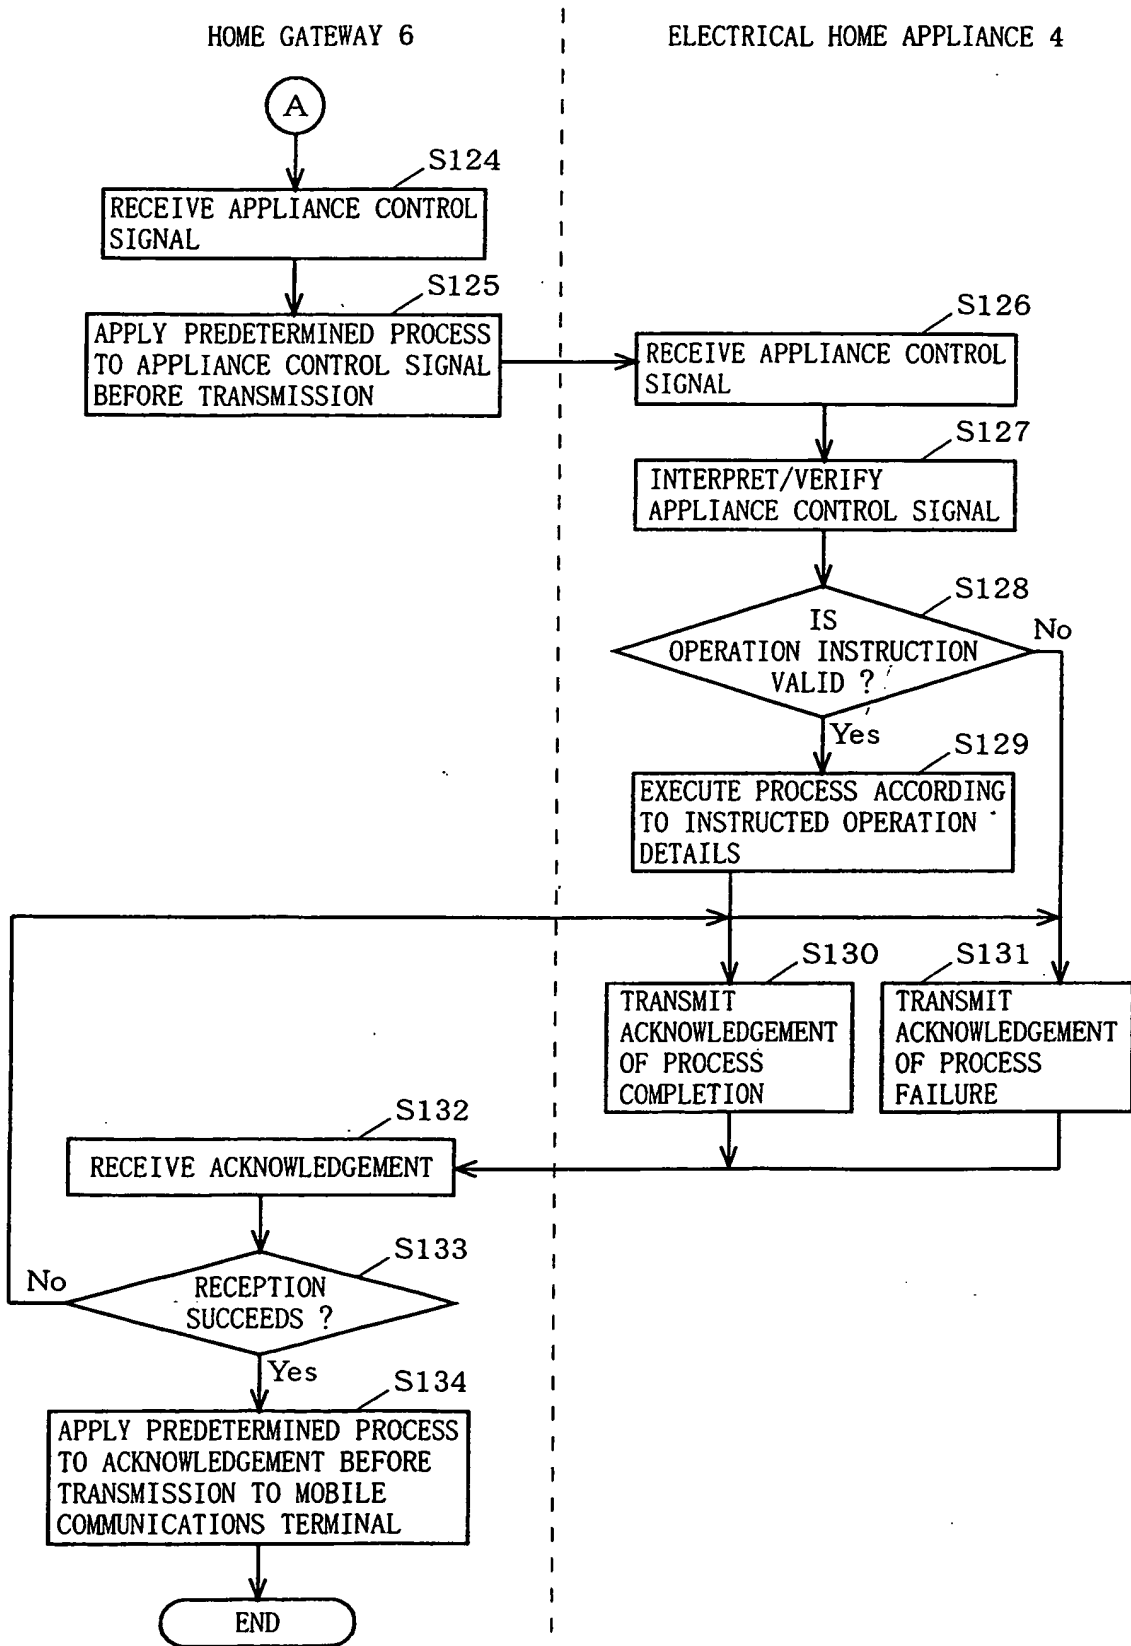 HOME GATEWAY 6
ELECTRICAL HOME APPLIANCE 4
A
S124
RECEIVE APPLIANCE CONTROL
SIGNAL
S125
APPLY PREDETERMINED PROCESS
TO APPLIANCE CONTROL SIGNAL
BEFORE TRANSMISSION
S126
RECEIVE APPLIANCE CONTROL
SIGNAL
S127
INTERPRET/VERIFY
APPLIANCE CONTROL SIGNAL
S128
IS
OPERATION INSTRUCTION
VALID ?
No
Yes
S129
EXECUTE PROCESS ACCORDING
TO INSTRUCTED OPERATION
DETAILS
S130
TRANSMIT
ACKNOWLEDGEMENT
OF PROCESS
COMPLETION
S131
TRANSMIT
ACKNOWLEDGEMENT
OF PROCESS
FAILURE
S132
RECEIVE ACKNOWLEDGEMENT
S133
RECEPTION
SUCCEEDS ?
No
Yes
S134
APPLY PREDETERMINED PROCESS
TO ACKNOWLEDGEMENT BEFORE
TRANSMISSION TO MOBILE
COMMUNICATIONS TERMINAL
END